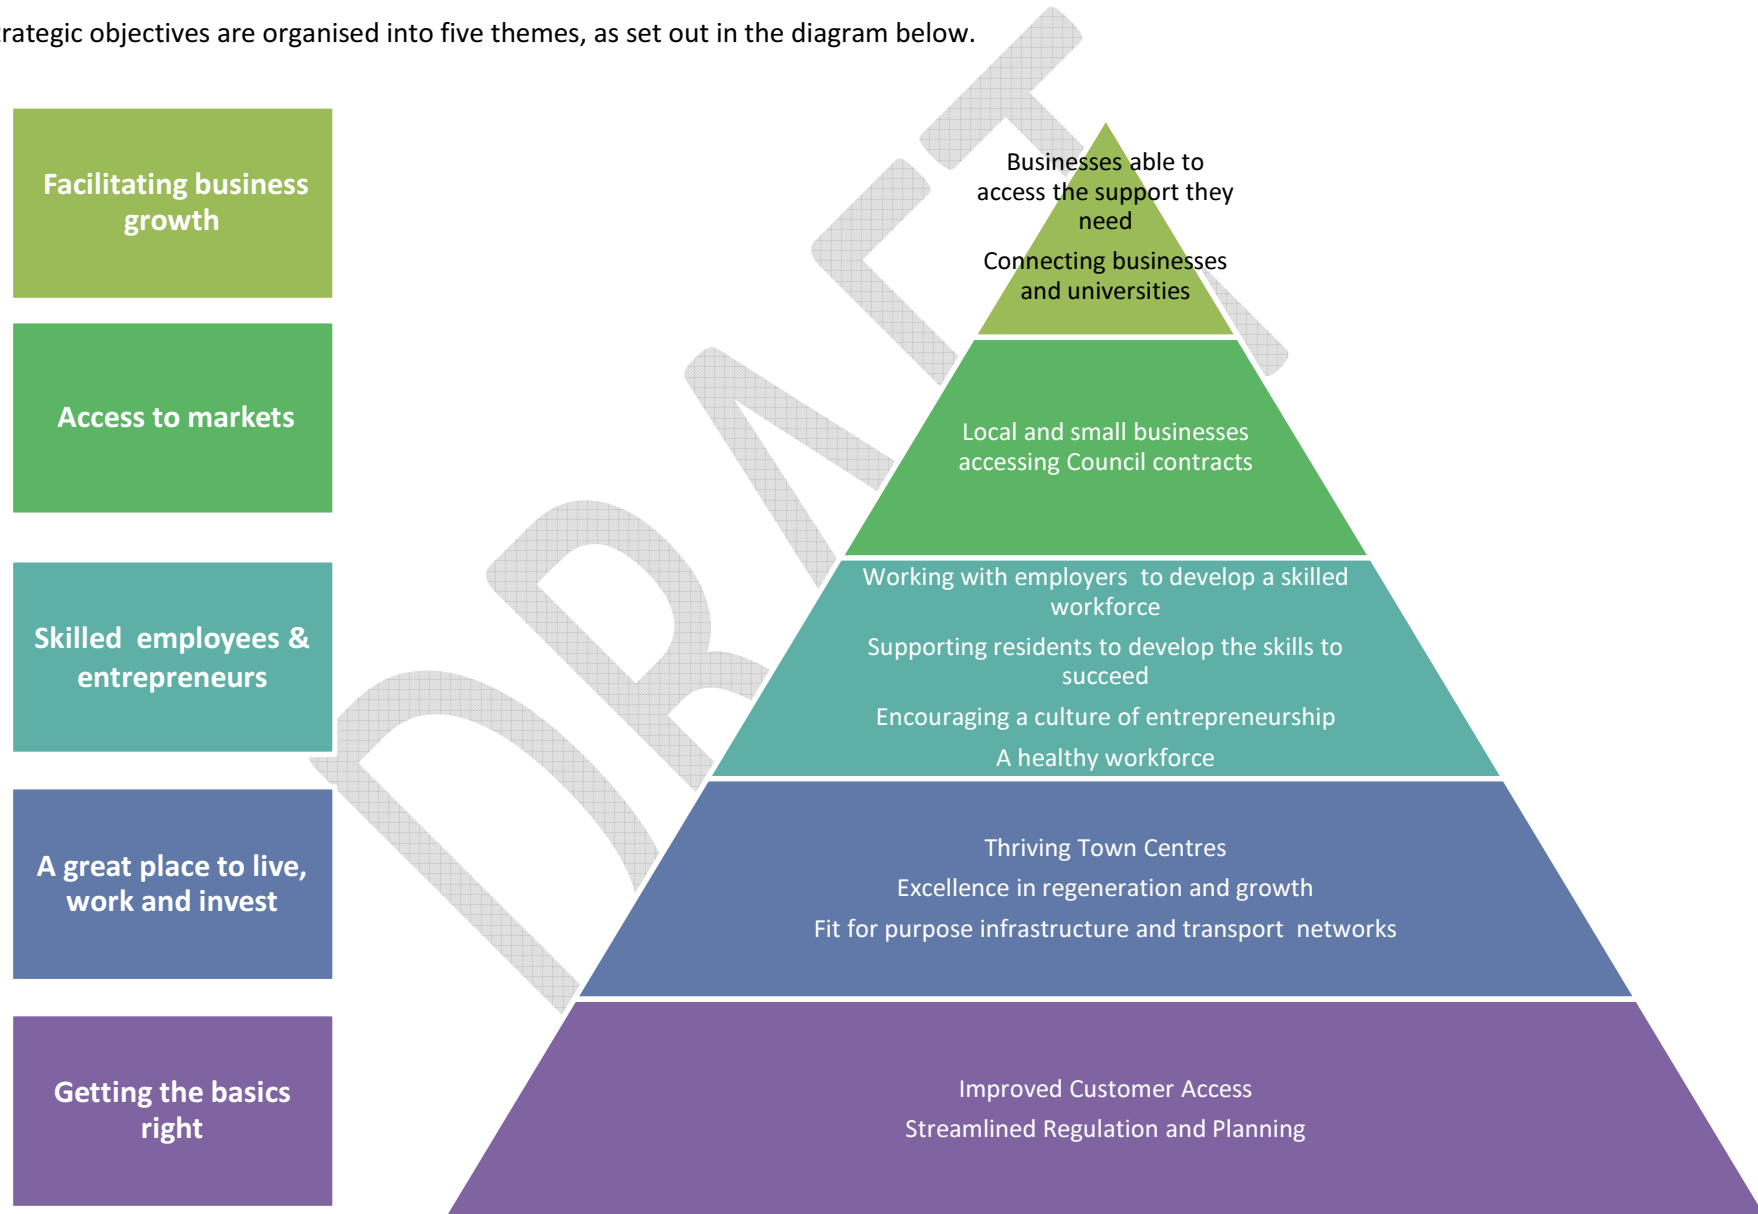 trategic objectives are organised into five themes, as set out in the diagram below.
Facilitating business
growth
Businesses able to
access the support they
need
Connecting businesses
and universities
Access to markets
Local and small businesses
accessing Council contracts
Skilled employees &
entrepreneurs
Working with employers to develop a skilled
workforce
Supporting residents to develop the skills to
succeed
Encouraging a culture of entrepreneurship
A healthy workforce
A great place to live,
work and invest
Thriving Town Centres
Excellence in regeneration and growth
Fit for purpose infrastructure and transport networks
Getting the basics
right
Improved Customer Access
Streamlined Regulation and Planning
DRAFT